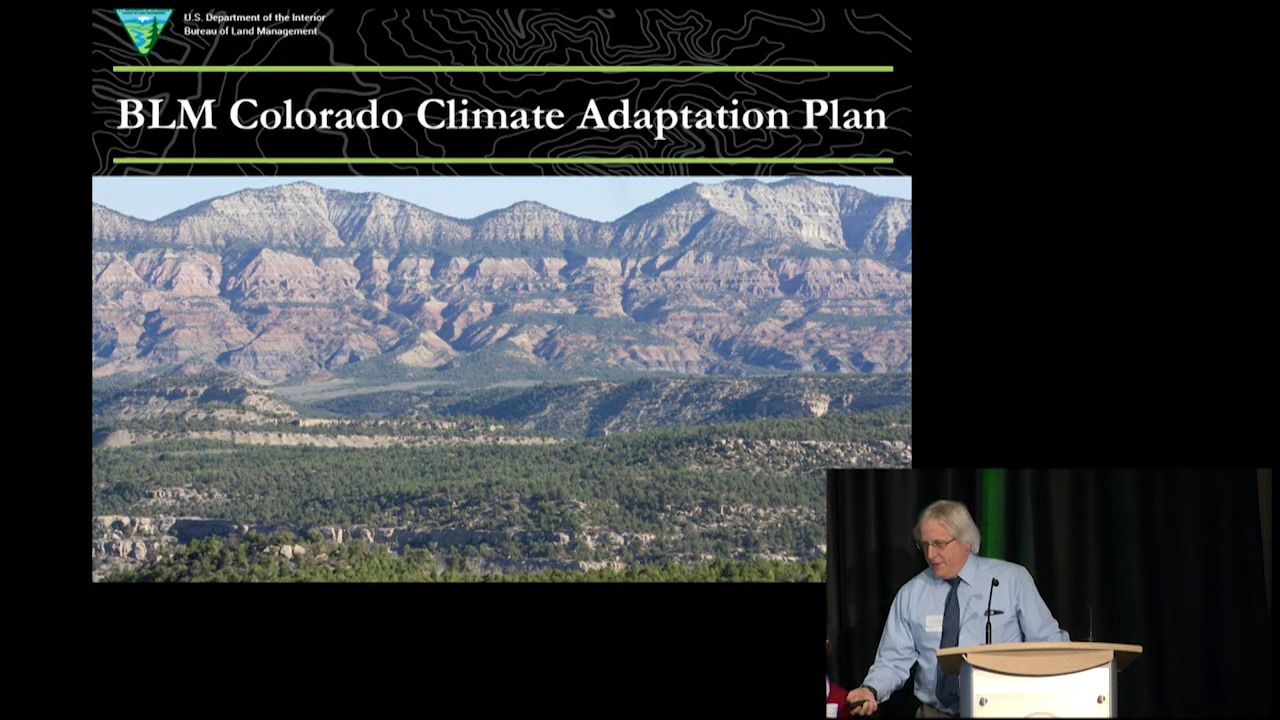 U.S. Department of the Interior
Bureau of Land Management
BLM Colorado Climate Adaptation Plan